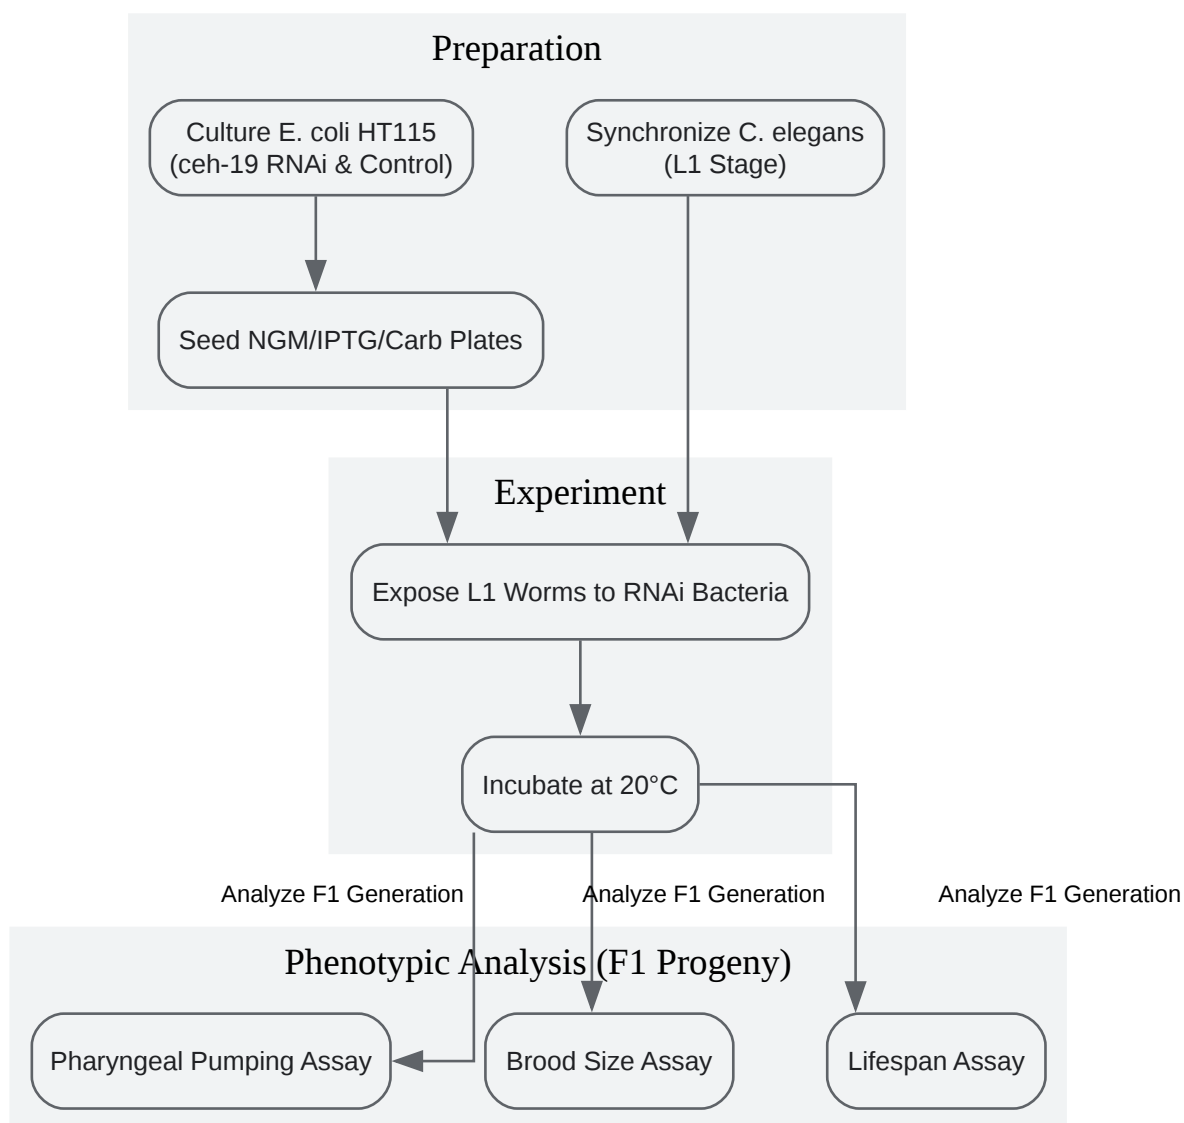 Preparation
Culture E. coli HT115
(ceh-19 RNAi & Control)
Synchronize C. elegans
(L1 Stage)
Seed NGM/IPTG/Carb Plates
Experiment
Expose L1 Worms to RNAi Bacteria
Incubate at 20°C
Analyze F1 Generation
Analyze F1 Generation
Analyze F1 Generation
Phenotypic Analysis (F1 Progeny)
Pharyngeal Pumping Assay
Brood Size Assay
Lifespan Assay